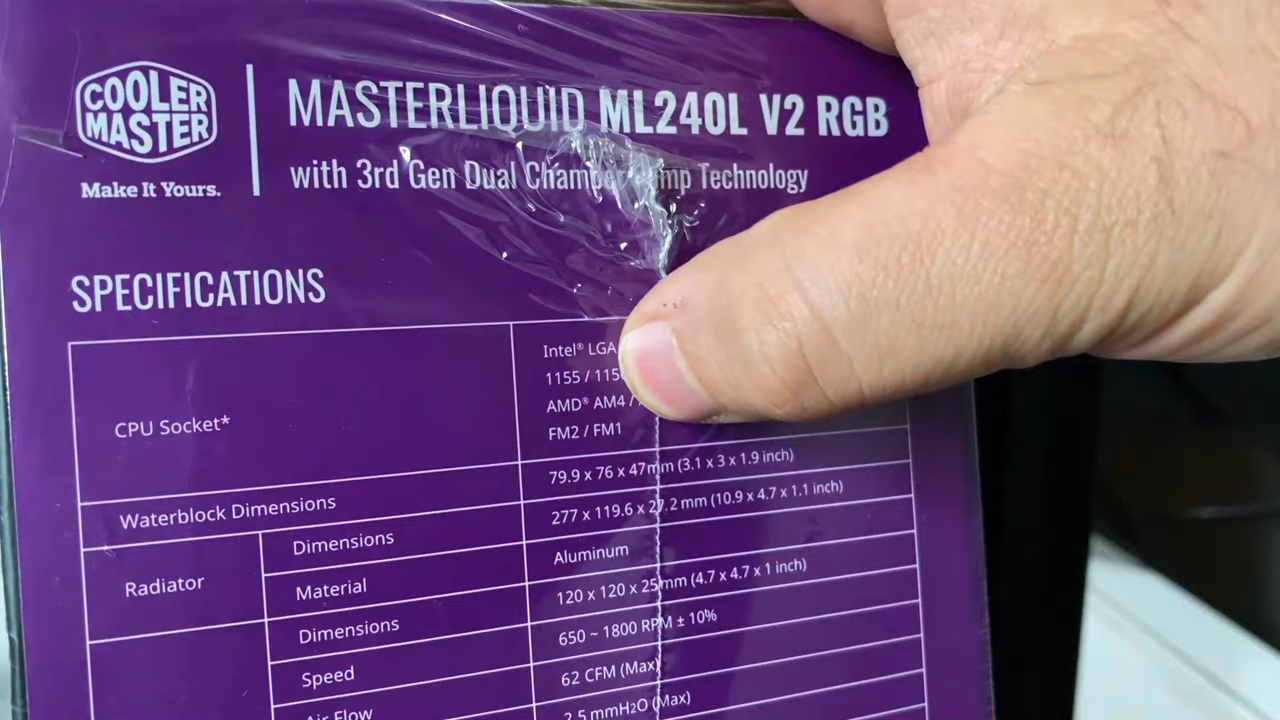 COOLER
MASTER
Make It Yours.
MASTERLIQUID ML240L V2 RGB
with 3rd Gen Dual Technology
SPECIFICATIONS
CPU Socket*
Intel® LGA
1155 /
AMD® AM4 /
FM2 / FM1
Waterblock Dimensions
79.9 x 76 x 47mm (3.1 x 3 x 1.9 inch)
Radiator
Dimensions
277 x 119.6 x 27.2 mm (10.9 x 4.7 x 1.1 inch)
Material
Aluminum
Dimensions
120 x 120 x 25mm (4.7 x 4.7 x 1 inch)
Speed
650 ~ 1800 RPM ± 10%
Air Flow
62 CFM (Max)
2.5 mmH2O (Max)